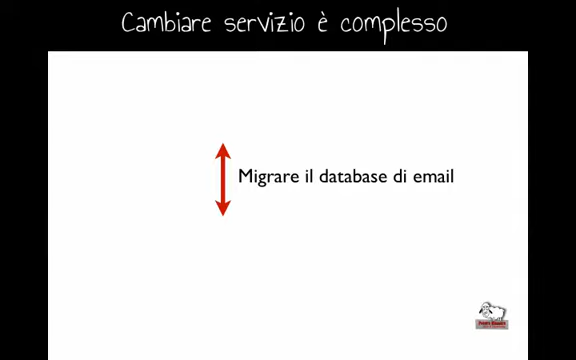 Cambiare servizio è complesso
Migrare il database di email